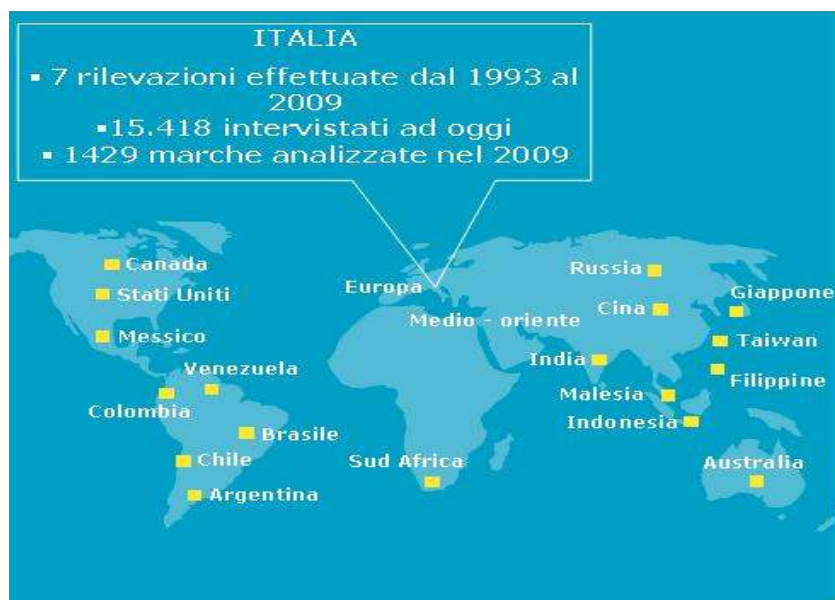 ITALIA
▪ 7 rilevazioni effettuate dal 1993 al
2009
▪15.418 intervistati ad oggi
▪ 1429 marche analizzate nel 2009
Canada
Stati Uniti
Messico
Venezuela
Colombia
Brasile
Chile
Argentina
Europa
Medio - oriente
Sud Africa
Russia
Cina
Giappone
Taiwan
India
Filippine
Malesia
Indonesia
Australia